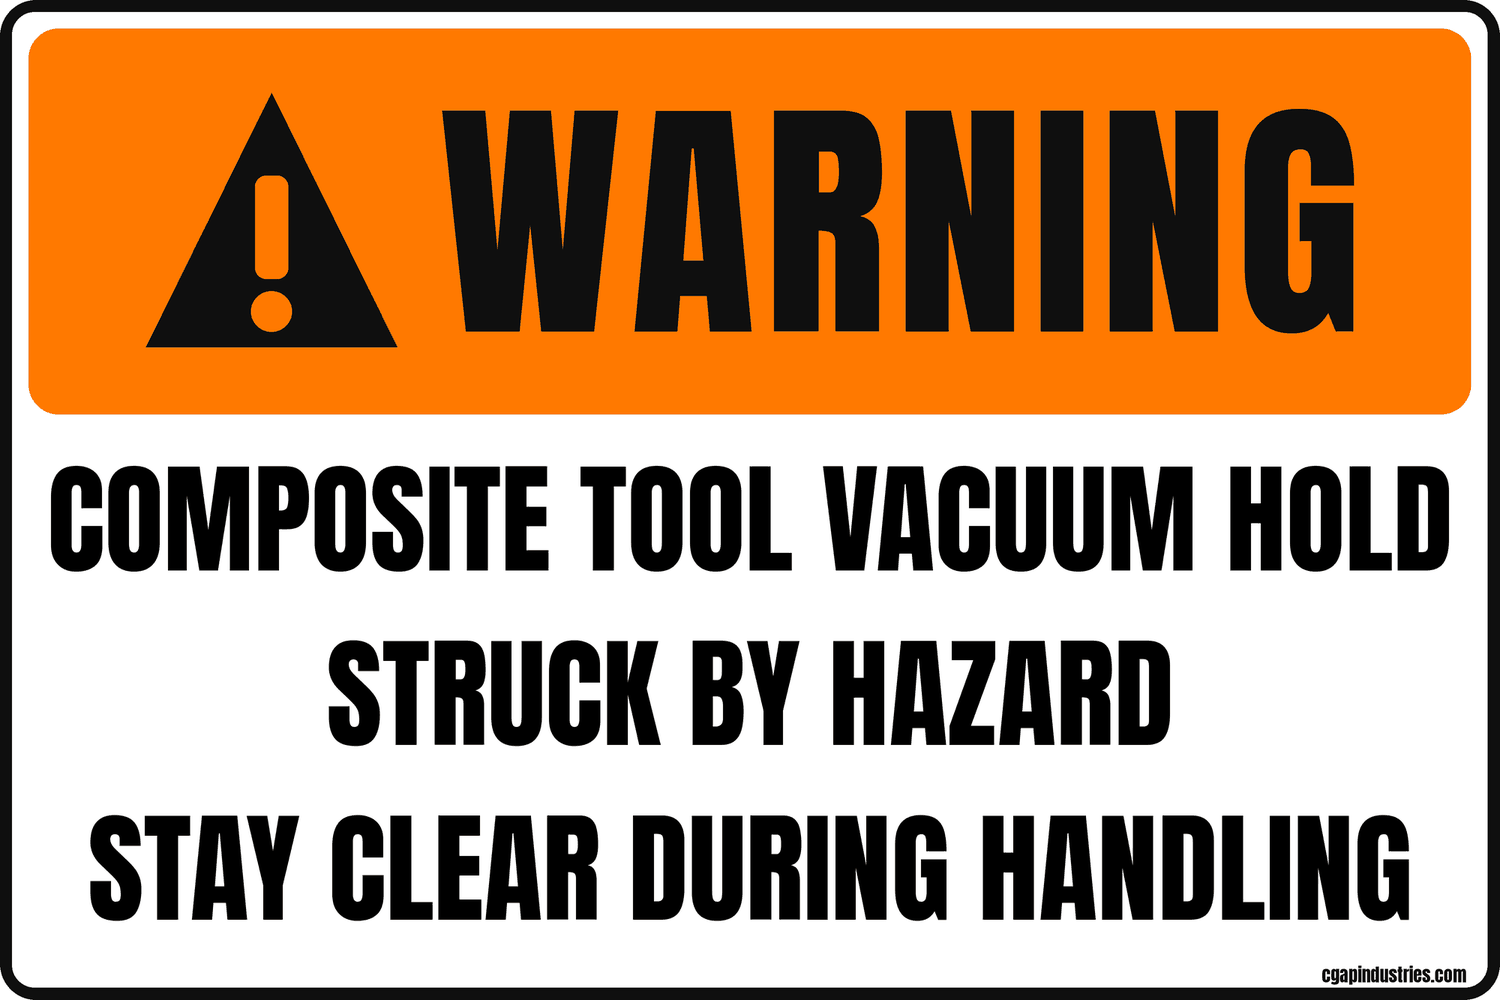 WARNING
COMPOSITE TOOL VACUUM HOLD
STRUCK BY HAZARD
STAY CLEAR DURING HANDLING
cgapindustries.com